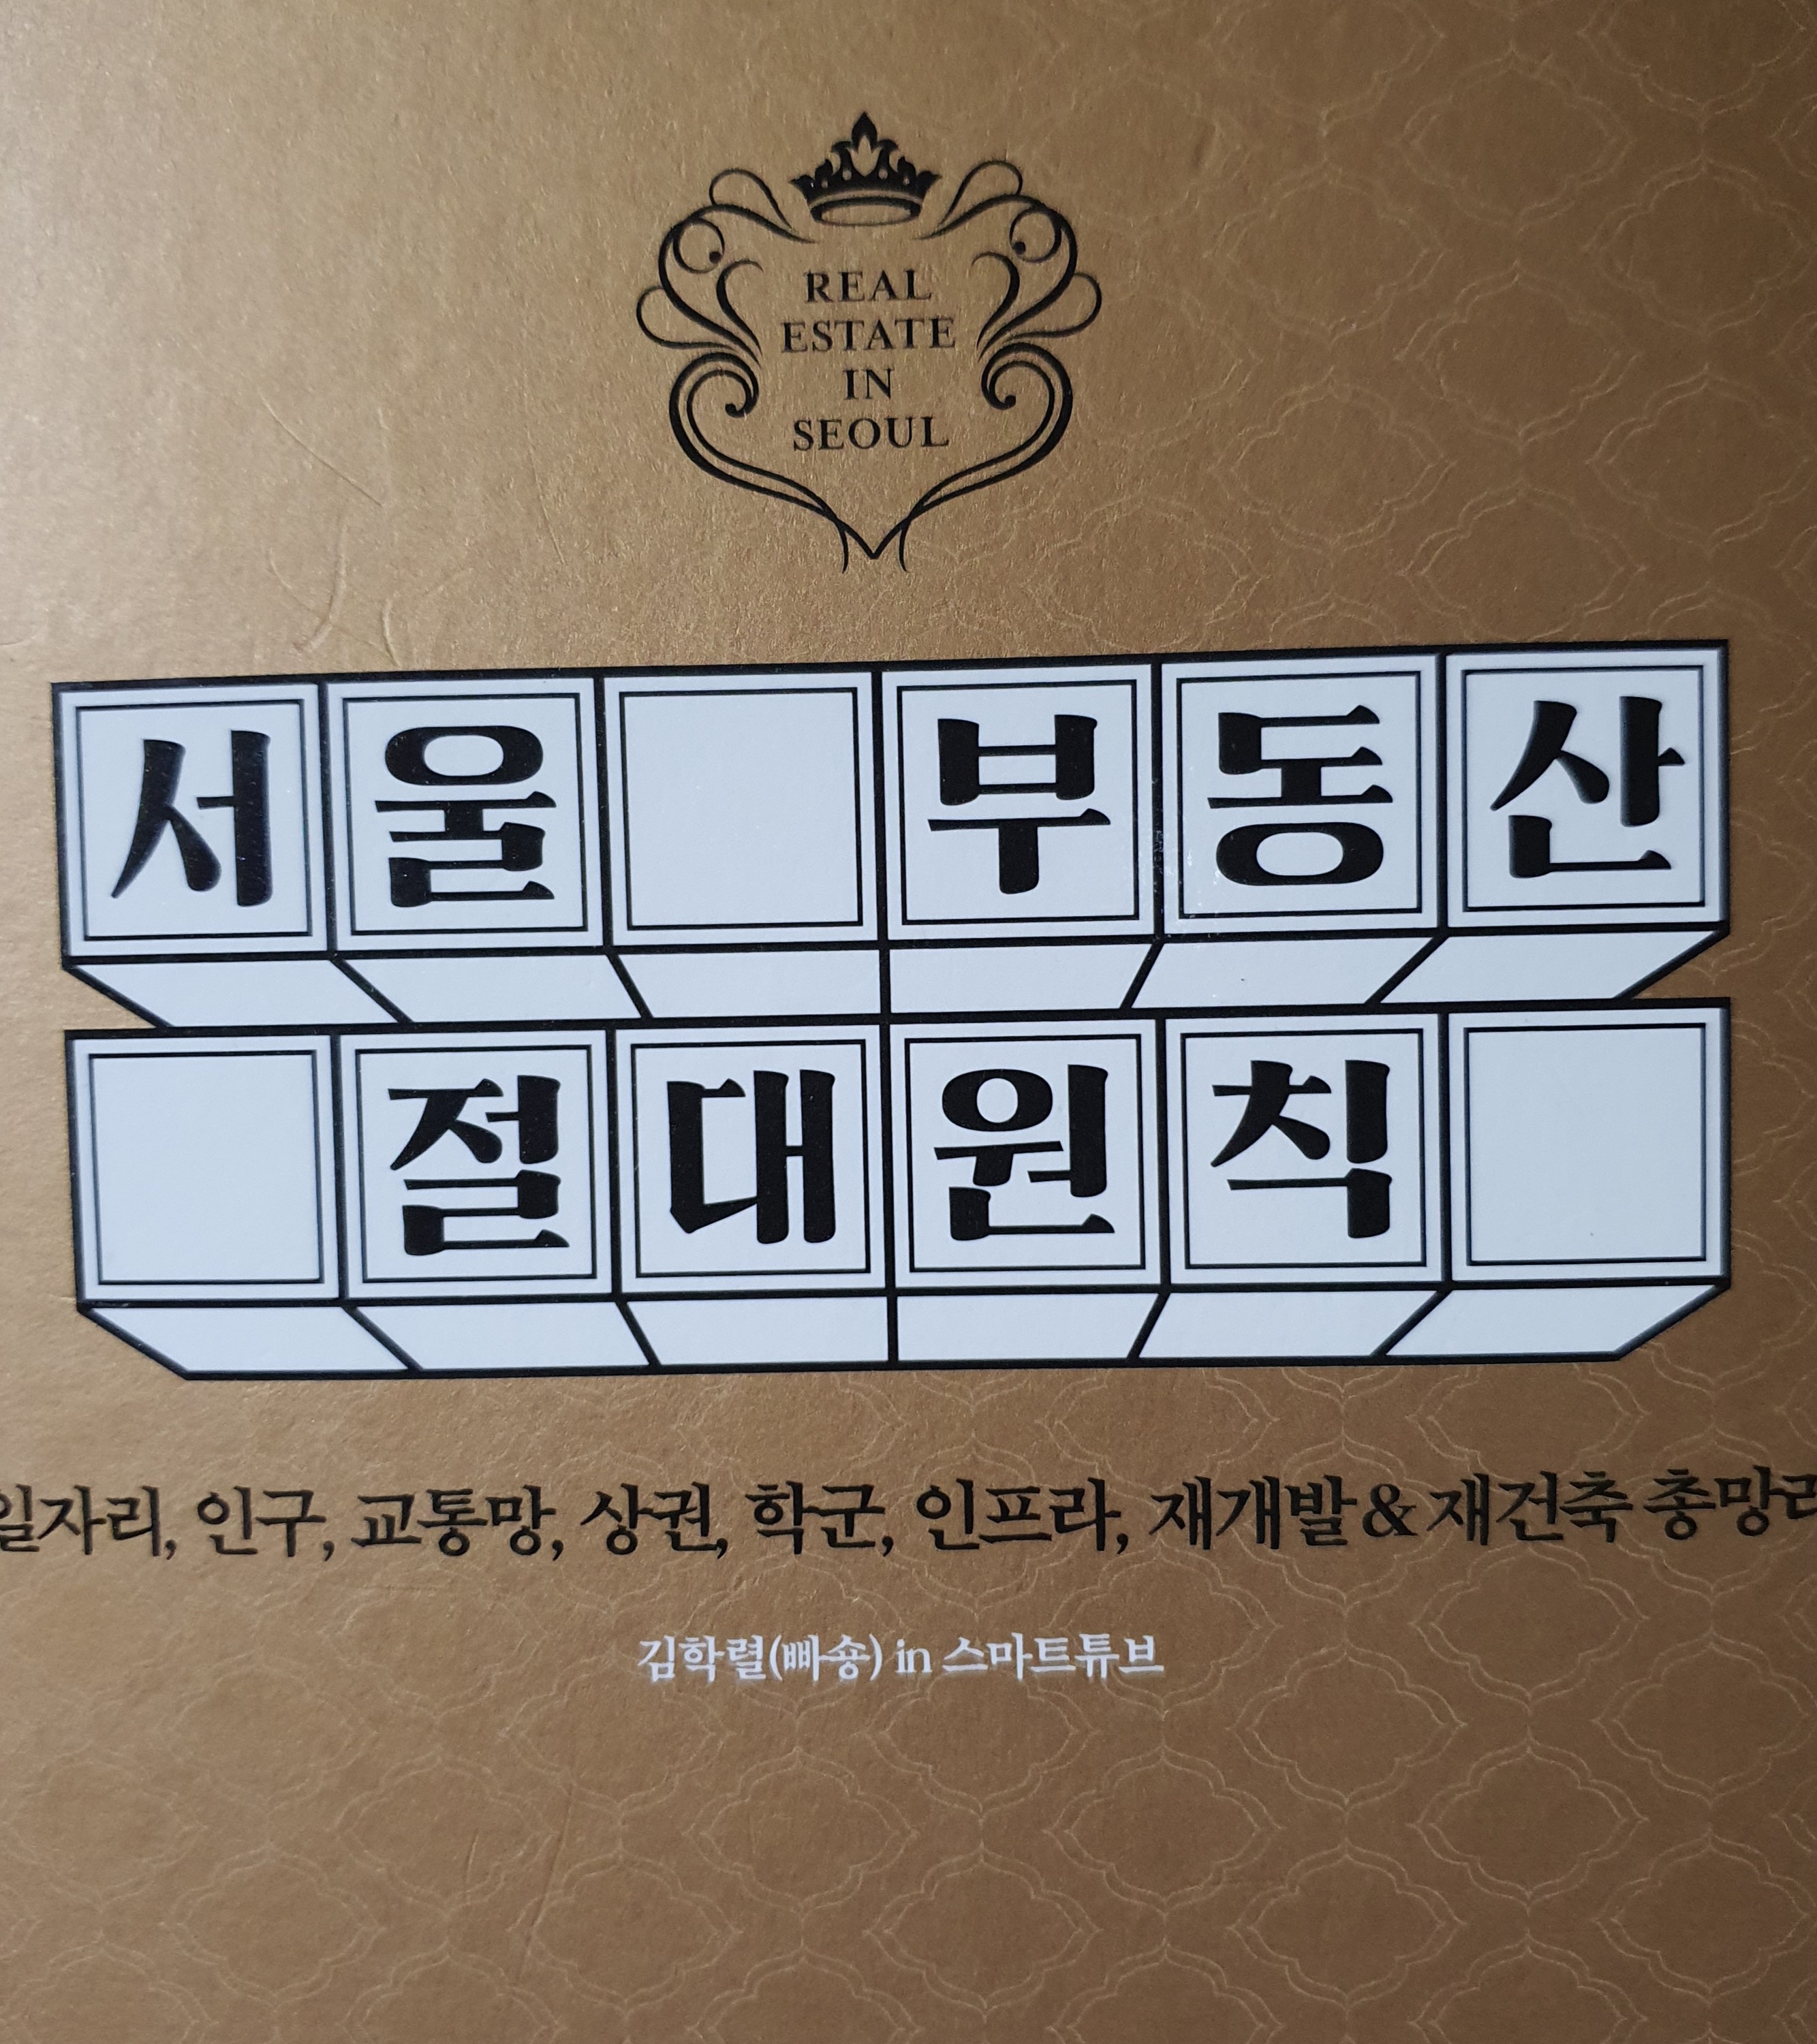 REAL
ESTATE
IN
SEOUL
서울 부동산
절대원칙
일자리, 인구, 교통망, 상권, 학군, 인프라, 재개발&재건축 총망라
김학렬(빠숑) in 스마트튜브